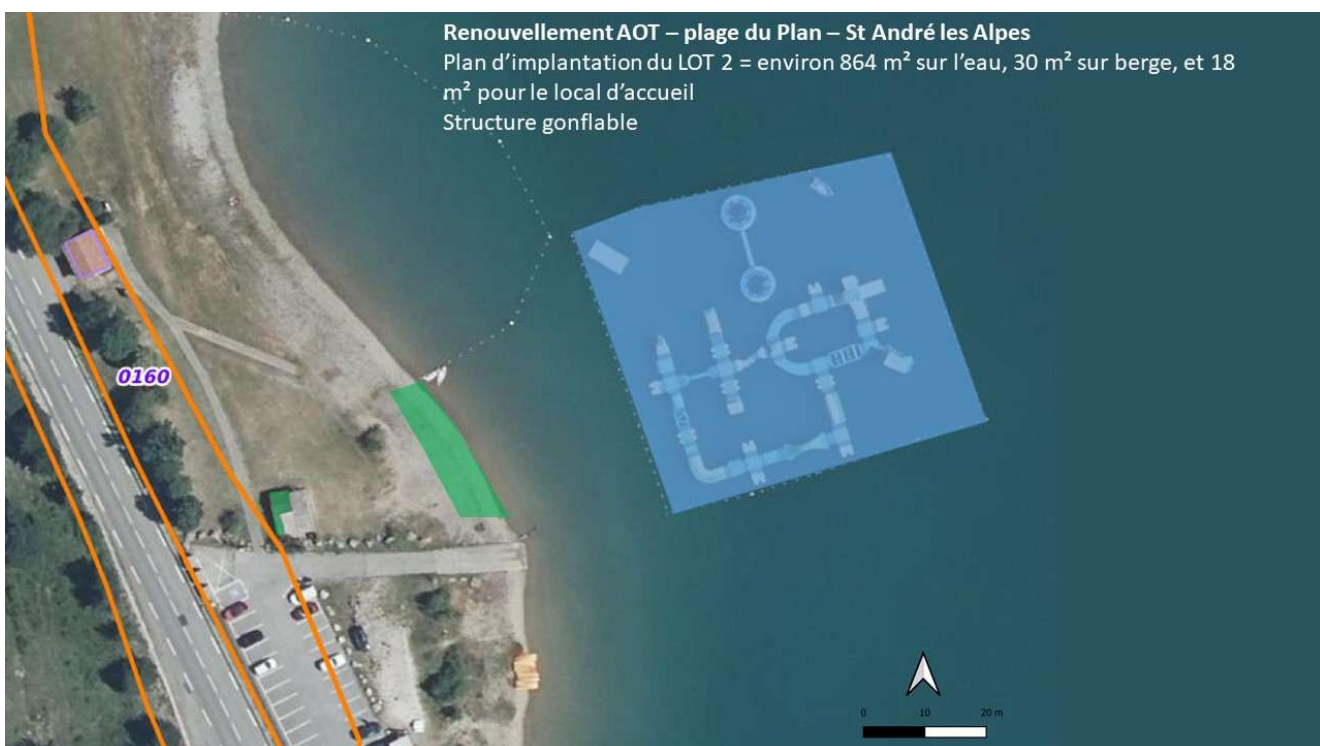 Renouvellement AOT – plage du Plan – St André les Alpes
Plan d'implantation du LOT 2 = environ 864 m² sur l'eau, 30 m² sur berge, et 18
m² pour le local d'accueil
Structure gonflable
0160
0 10 20 m